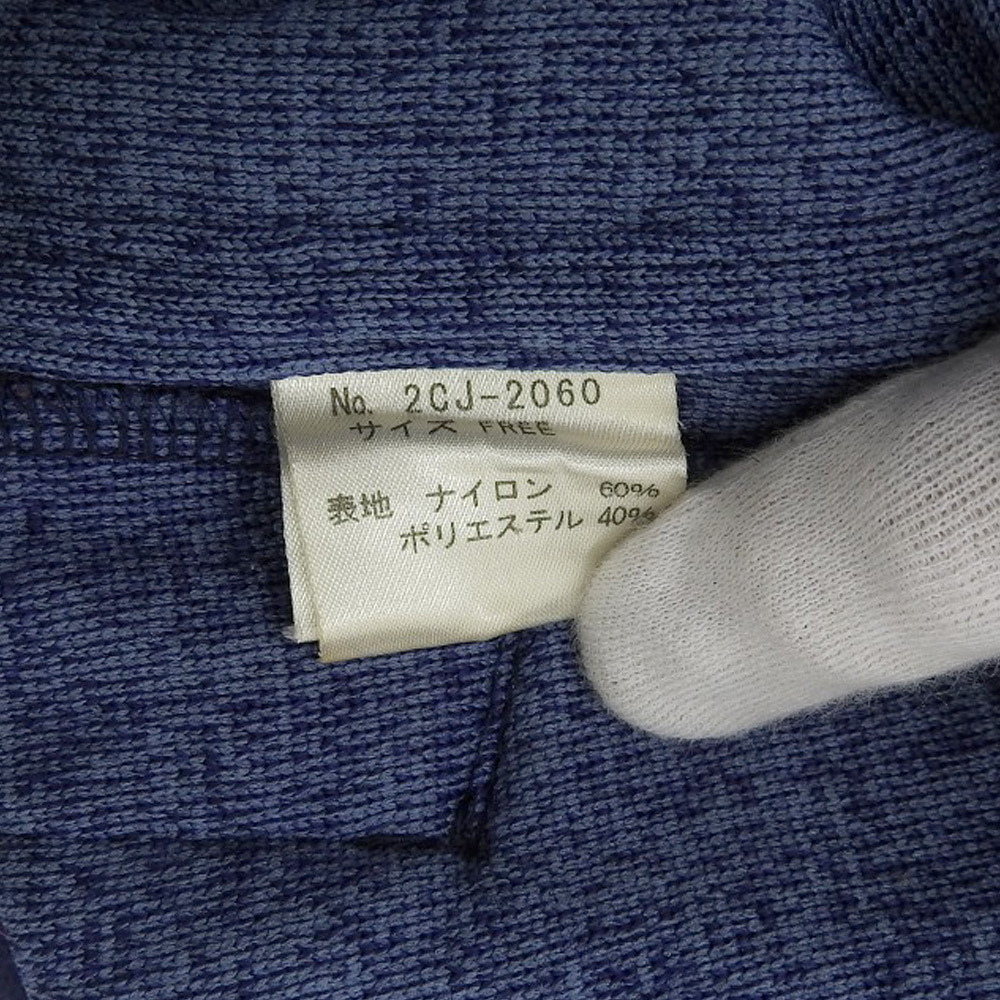 No. 2CJ-2060
サイズ FREE
表地 ナイロン 60%
ポリエステル 40%